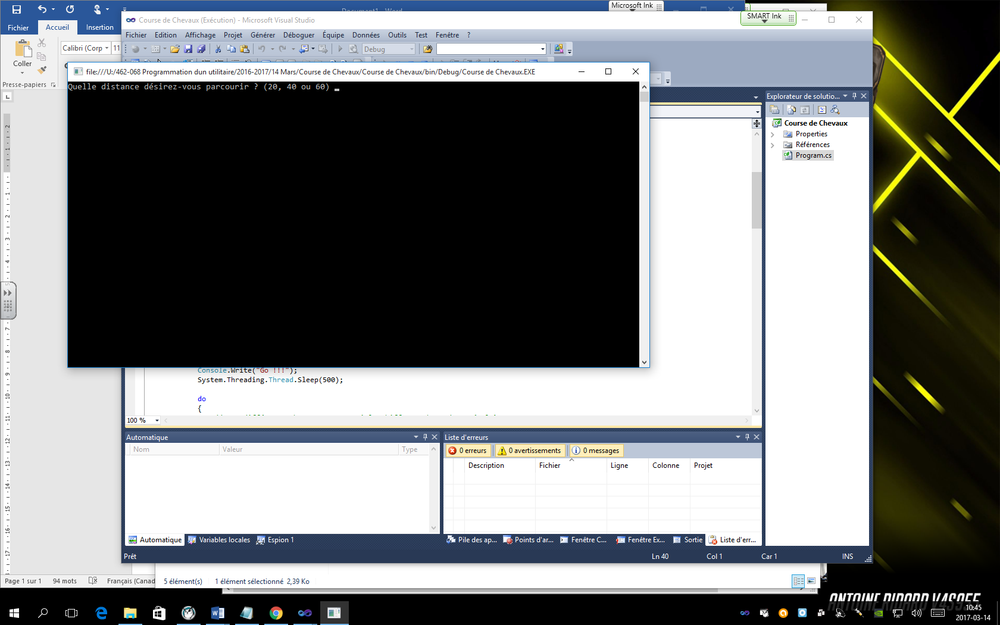 Document1 - Word
Microsoft Ink
Fichier
Accueil
Insertion
Calibri (Corp
11
Coller
Presse-papiers
Course de Chevaux (Exécution) - Microsoft Visual Studio
SMART Ink
Fichier Edition Affichage Projet Générer Déboguer Équipe Données Outils Test Fenêtre ?
Debug
file:///U:/462-068 Programmation dun utilitaire/2016-2017/14 Mars/Course de Chevaux/Course de Chevaux/bin/Debug/Course de Chevaux.EXE
Quelle distance désirez-vous parcourir ? (20, 40 ou 60)
Explorateur de solutio...
Course de Chevaux
Properties
Références
Program.cs
Console.Write("Go !!!");
System.Threading.Thread.Sleep(500);
do
{
100 %
Automatique
Nom Valeur Type
Automatique Variables locales Espion 1
Liste d'erreurs
0 erreurs 0 avertissements 0 messages
Description Fichier Ligne Colonne Projet
Pile des ap... Points d'ar... Fenêtre C... Fenêtre Ex... Sortie Liste d'err...
Prêt Ln 40 Col 1 Car 1 INS
Page 1 sur 1 94 mots Français (Canad
5 élément(s) 1 élément sélectionné 2,39 Ko
ANTOINE RIDARD V4S9EE
10:45
2017-03-14